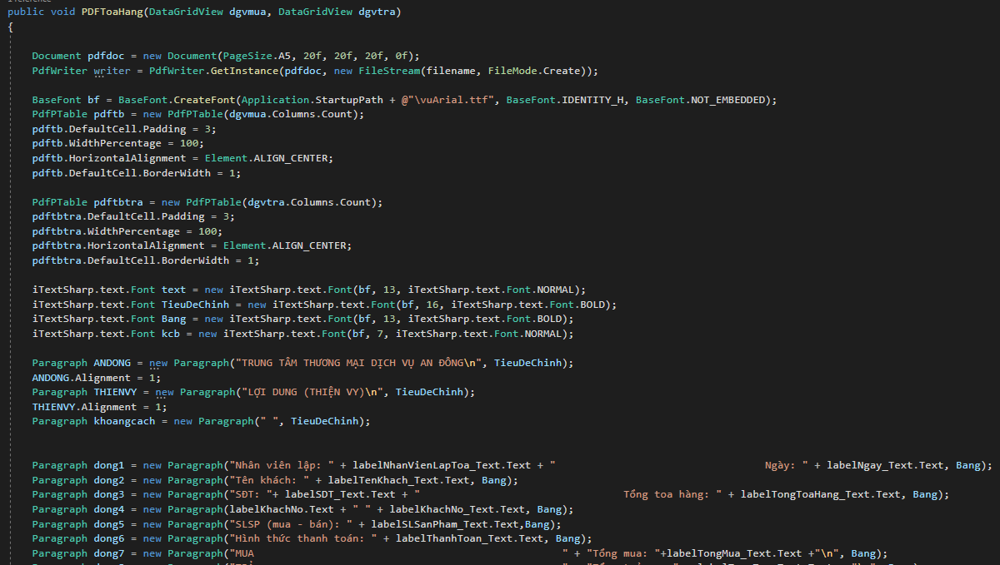 1 reference
public void PDFToaHang(DataGridView dgvmua, DataGridView dgvtra)
{
Document pdfdoc = new Document(PageSize.A5, 20f, 20f, 20f, 0f);
PdfWriter writer = PdfWriter.GetInstance(pdfdoc, new FileStream(filename, FileMode.Create));
BaseFont bf = BaseFont.CreateFont(Application.StartupPath + @"\vuArial.ttf", BaseFont.IDENTITY_H, BaseFont.NOT_EMBEDDED);
PdfPTable pdftb = new PdfPTable(dgvmua.Columns.Count);
pdftb.DefaultCell.Padding = 3;
pdftb.WidthPercentage = 100;
pdftb.HorizontalAlignment = Element.ALIGN_CENTER;
pdftb.DefaultCell.BorderWidth = 1;
PdfPTable pdftbtra = new PdfPTable(dgvtra.Columns.Count);
pdftbtra.DefaultCell.Padding = 3;
pdftbtra.WidthPercentage = 100;
pdftbtra.HorizontalAlignment = Element.ALIGN_CENTER;
pdftbtra.DefaultCell.BorderWidth = 1;
iTextSharp.text.Font text = new iTextSharp.text.Font(bf, 13, iTextSharp.text.Font.NORMAL);
iTextSharp.text.Font TieuDeChinh = new iTextSharp.text.Font(bf, 16, iTextSharp.text.Font.BOLD);
iTextSharp.text.Font Bang = new iTextSharp.text.Font(bf, 13, iTextSharp.text.Font.BOLD);
iTextSharp.text.Font kcb = new iTextSharp.text.Font(bf, 7, iTextSharp.text.Font.NORMAL);
Paragraph ANDONG = new Paragraph("TRUNG TÂM THƯƠNG MẠI DỊCH VỤ AN ĐÔNG\n", TieuDeChinh);
ANDONG.Alignment = 1;
Paragraph THIENVY = new Paragraph("LỢI DUNG (THIỆN VY)\n", TieuDeChinh);
THIENVY.Alignment = 1;
Paragraph khoangcach = new Paragraph(" ", TieuDeChinh);
Paragraph dong1 = new Paragraph("Nhân viên lập: " + labelNhanVienLapToa_Text.Text + "                                  Ngày: " + labelNgay_Text.Text, Bang);
Paragraph dong2 = new Paragraph("Tên khách: " + labelTenKhach_Text.Text, Bang);
Paragraph dong3 = new Paragraph("SĐT: "+ labelSDT_Text.Text + "                                 Tổng toa hàng: " + labelTongToaHang_Text.Text, Bang);
Paragraph dong4 = new Paragraph(labelKhachNo.Text + " " + labelKhachNo_Text.Text, Bang);
Paragraph dong5 = new Paragraph("SLSP (mua - bán): " + labelSLSanPham_Text.Text,Bang);
Paragraph dong6 = new Paragraph("Hình thức thanh toán: " + labelThanhToan_Text.Text, Bang);
Paragraph dong7 = new Paragraph("MUA                                                  " + "Tổng mua: "+labelTongMua_Text.Text +"\n", Bang);